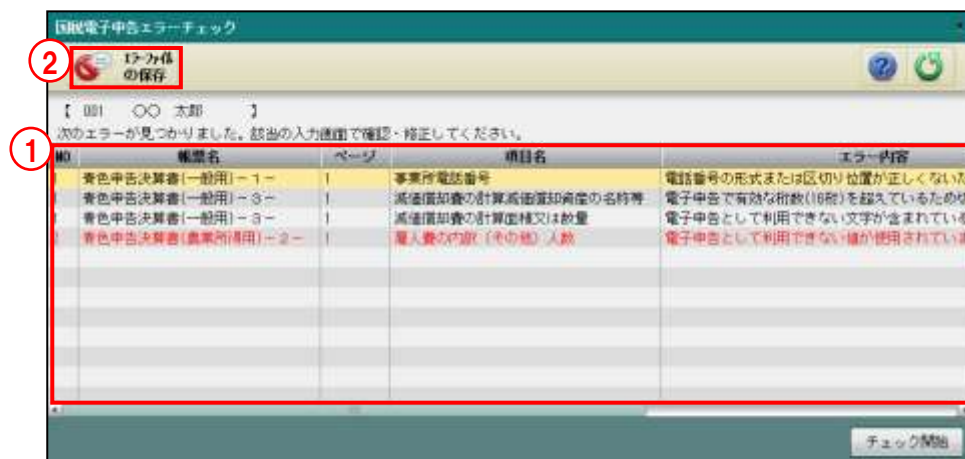 国税電子申告エラーチェック
②
エラーファイル
の保存
【 001 〇〇 太郎 】
次のエラーが見つかりました。該当の入力画面で確認・修正してください。
①
NO 帳票名 ページ 項目名 エラー内容
青色申告決算書(一般用)-1- 1 事業所電話番号 電話番号の形式または区切り位置が正しくないた
青色申告決算書(一般用)-3- 1 減価償却費の計算減価償却資産の名称等 電子申告で有効な桁数(16桁)を超えているため
青色申告決算書(一般用)-3- 1 減価償却費の計算面積又は数量 電子申告として利用できない文字が含まれている
青色申告決算書(農業所得用)-2- 1 雇人費の内訳(その他)人数 電子申告として利用できない値が使用されてい
チェック開始